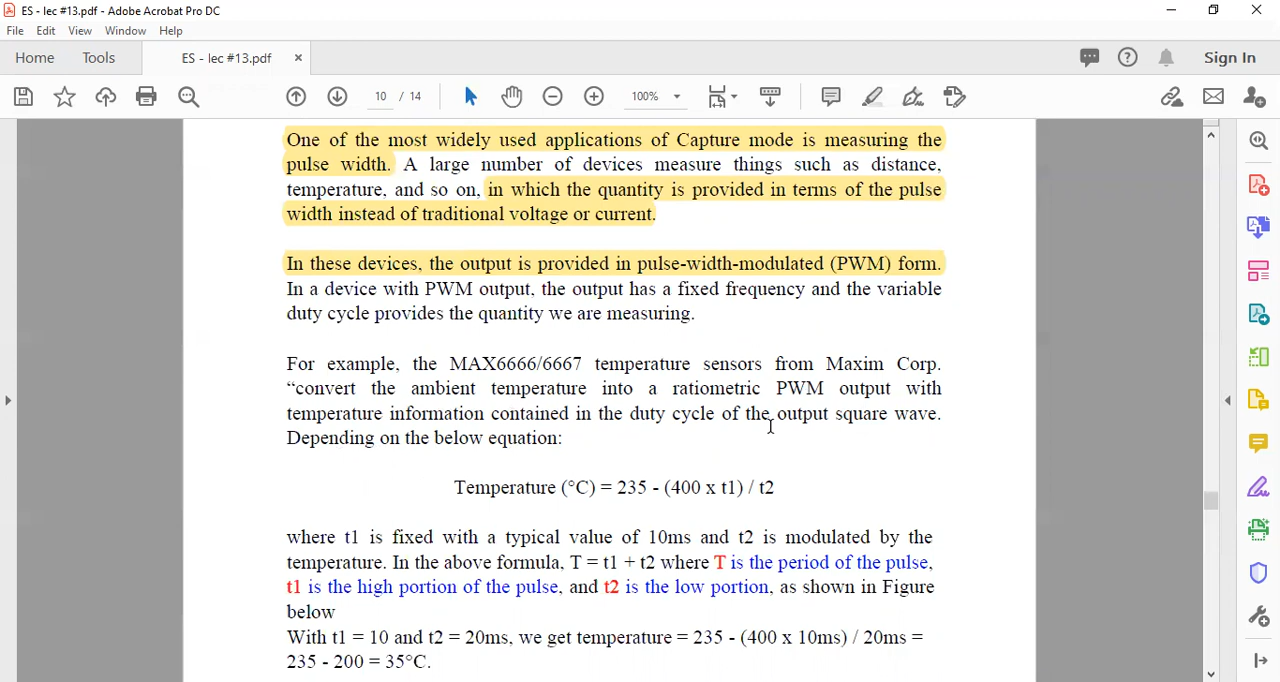 ES - lec #13.pdf - Adobe Acrobat Pro DC
File Edit View Window Help
Home Tools ES - lec #13.pdf × Sign In
10 / 14 100%
One of the most widely used applications of Capture mode is measuring the
pulse width. A large number of devices measure things such as distance,
temperature, and so on, in which the quantity is provided in terms of the pulse
width instead of traditional voltage or current.
In these devices, the output is provided in pulse-width-modulated (PWM) form.
In a device with PWM output, the output has a fixed frequency and the variable
duty cycle provides the quantity we are measuring.
For example, the MAX6666/6667 temperature sensors from Maxim Corp.
“convert the ambient temperature into a ratiometric PWM output with
temperature information contained in the duty cycle of the output square wave.
Depending on the below equation:
Temperature (°C) = 235 - (400 x t1) / t2
where t1 is fixed with a typical value of 10ms and t2 is modulated by the
temperature. In the above formula, T = t1 + t2 where T is the period of the pulse,
t1 is the high portion of the pulse, and t2 is the low portion, as shown in Figure
below
With t1 = 10 and t2 = 20ms, we get temperature = 235 - (400 x 10ms) / 20ms =
235 - 200 = 35°C.